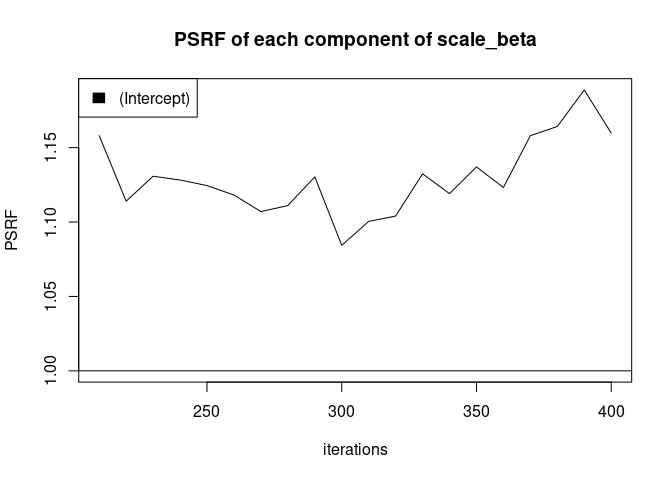 PSRF of each component of scale_beta
(Intercept)
PSRF
1.15
1.10
1.05
1.00
250 300 350 400
iterations